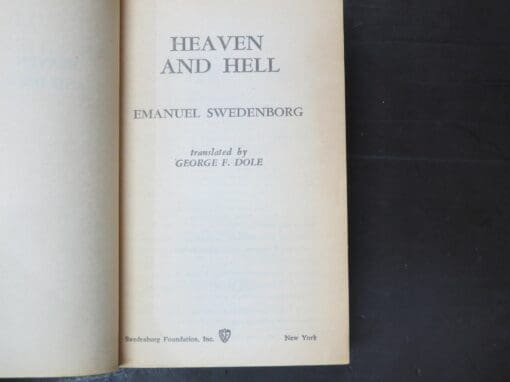 HEAVEN
AND HELL
EMANUEL SWEDENBORG
translated by
GEORGE F. DOLE
Swedenborg Foundation, Inc. New York